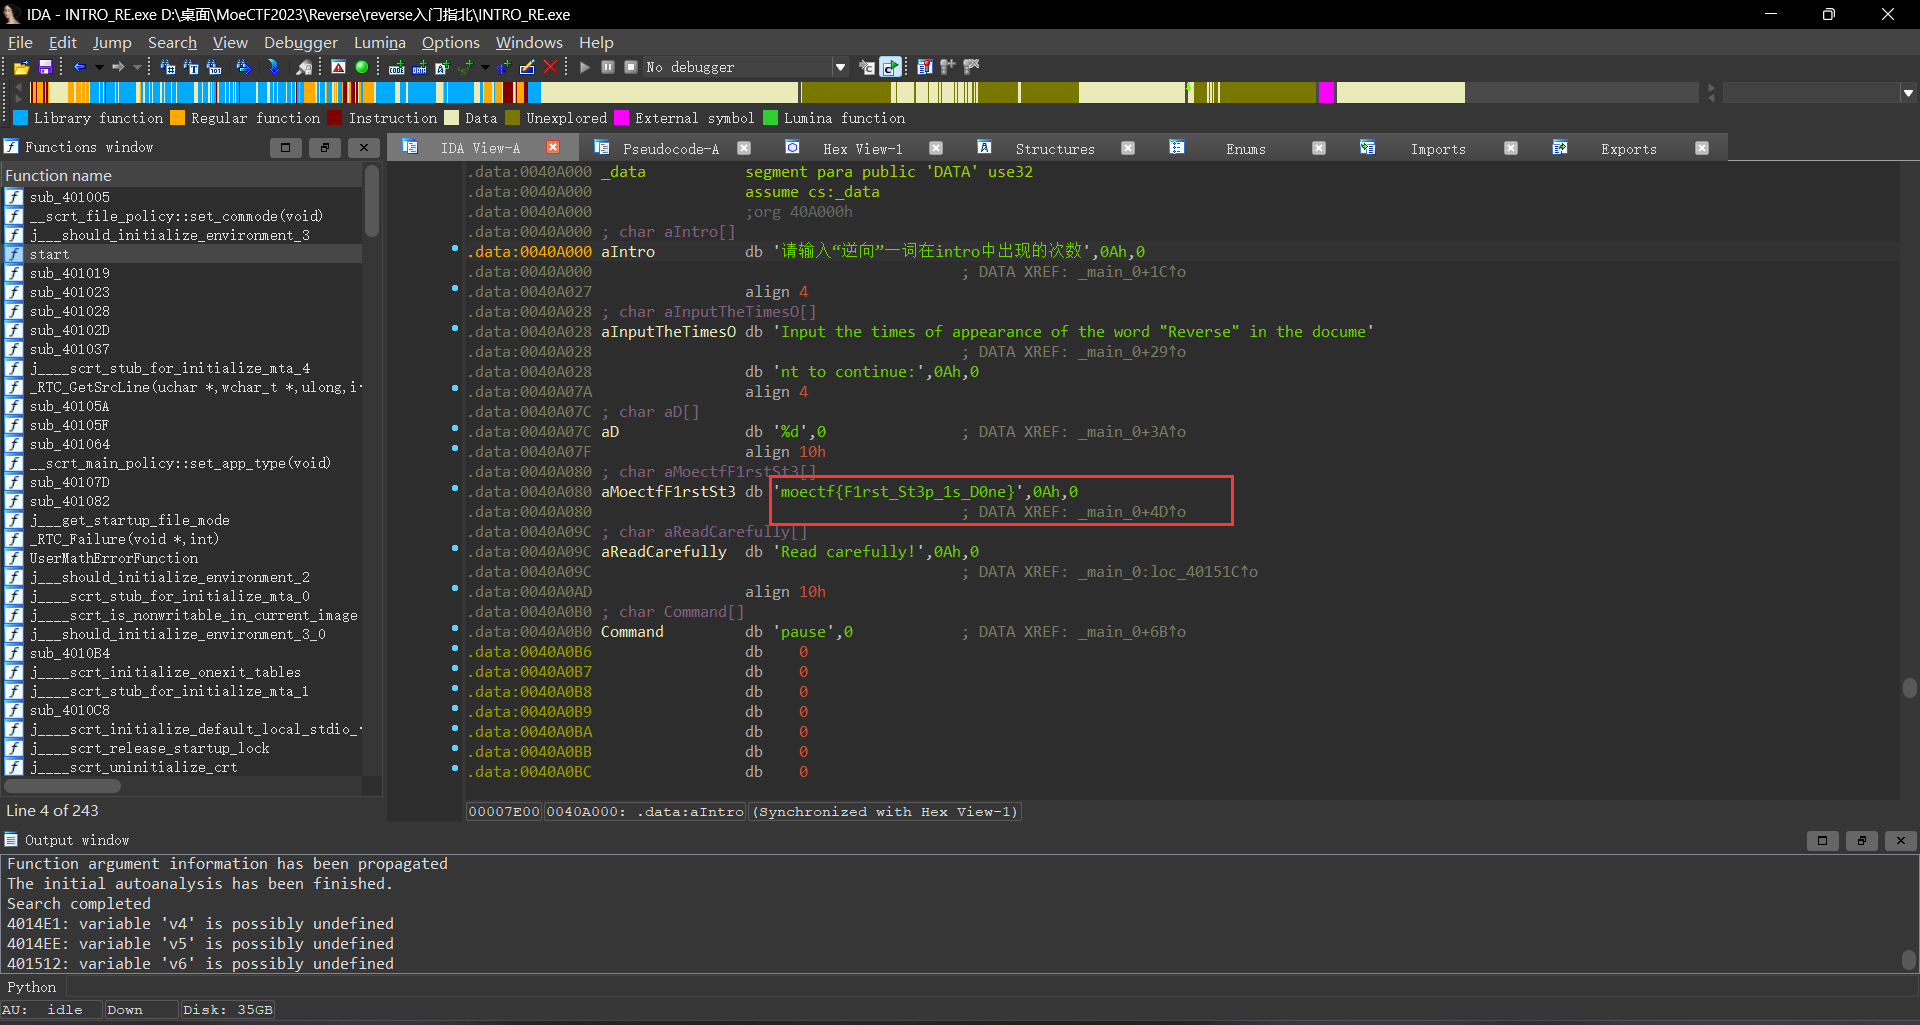 IDA - INTRO_RE.exe D:\桌面\MoeCTF2023\Reverse\reverse入门指北\INTRO_RE.exe
File Edit Jump Search View Debugger Lumina Options Windows Help
No debugger
Library function Regular function Instruction Data Unexplored External symbol Lumina function
Functions window
IDA View-A Pseudocode-A Hex View-1 Structures Enums Imports Exports
Function name
sub_401005
__scrt_file_policy::set_commode(void)
j___should_initialize_environment_3
start
sub_401019
sub_401023
sub_401028
sub_40102D
sub_401037
j____scrt_stub_for_initialize_mta_4
_RTC_GetSrcLine(uchar *,wchar_t *,ulong,i
sub_40105A
sub_40105F
sub_401064
__scrt_main_policy::set_app_type(void)
sub_40107D
sub_401082
j___get_startup_file_mode
_RTC_Failure(void *,int)
UserMathErrorFunction
j___should_initialize_environment_2
j____scrt_stub_for_initialize_mta_0
j____scrt_is_nonwritable_in_current_image
j___should_initialize_environment_3_0
sub_4010B4
j____scrt_initialize_onexit_tables
j____scrt_stub_for_initialize_mta_1
sub_4010C8
j____scrt_initialize_default_local_stdio_
j____scrt_release_startup_lock
j____scrt_uninitialize_crt
Line 4 of 243
.data:0040A000 _data segment para public 'DATA' use32
.data:0040A000 assume cs:_data
.data:0040A000 ;org 40A000h
.data:0040A000 ; char aIntro[]
.data:0040A000 aIntro db '请输入“逆向”一词在intro中出现的次数',0Ah,0
.data:0040A000 ; DATA XREF: _main_0+1C↑o
.data:0040A027 align 4
.data:0040A028 ; char aInputTheTimesO[]
.data:0040A028 aInputTheTimesO db 'Input the times of appearance of the word "Reverse" in the docume'
.data:0040A028 ; DATA XREF: _main_0+29↑o
.data:0040A028 db 'nt to continue:',0Ah,0
.data:0040A07A align 4
.data:0040A07C ; char aD[]
.data:0040A07C aD db '%d',0 ; DATA XREF: _main_0+3A↑o
.data:0040A07F align 10h
.data:0040A080 ; char aMoectfF1rstSt3[]
.data:0040A080 aMoectfF1rstSt3 db 'moectf{F1rst_St3p_1s_D0ne}',0Ah,0
.data:0040A080 ; DATA XREF: _main_0+4D↑o
.data:0040A09C ; char aReadCarefully[]
.data:0040A09C aReadCarefully db 'Read carefully!',0Ah,0
.data:0040A09C ; DATA XREF: _main_0:loc_40151C↑o
.data:0040A0AD align 10h
.data:0040A0B0 ; char Command[]
.data:0040A0B0 Command db 'pause',0 ; DATA XREF: _main_0+6B↑o
.data:0040A0B6 db 0
.data:0040A0B7 db 0
.data:0040A0B8 db 0
.data:0040A0B9 db 0
.data:0040A0BA db 0
.data:0040A0BB db 0
.data:0040A0BC db 0
00007E00 0040A000: .data:aIntro (Synchronized with Hex View-1)
Output window
Function argument information has been propagated
The initial autoanalysis has been finished.
Search completed
4014E1: variable 'v4' is possibly undefined
4014EE: variable 'v5' is possibly undefined
401512: variable 'v6' is possibly undefined
Python
AU: idle Down Disk: 35GB